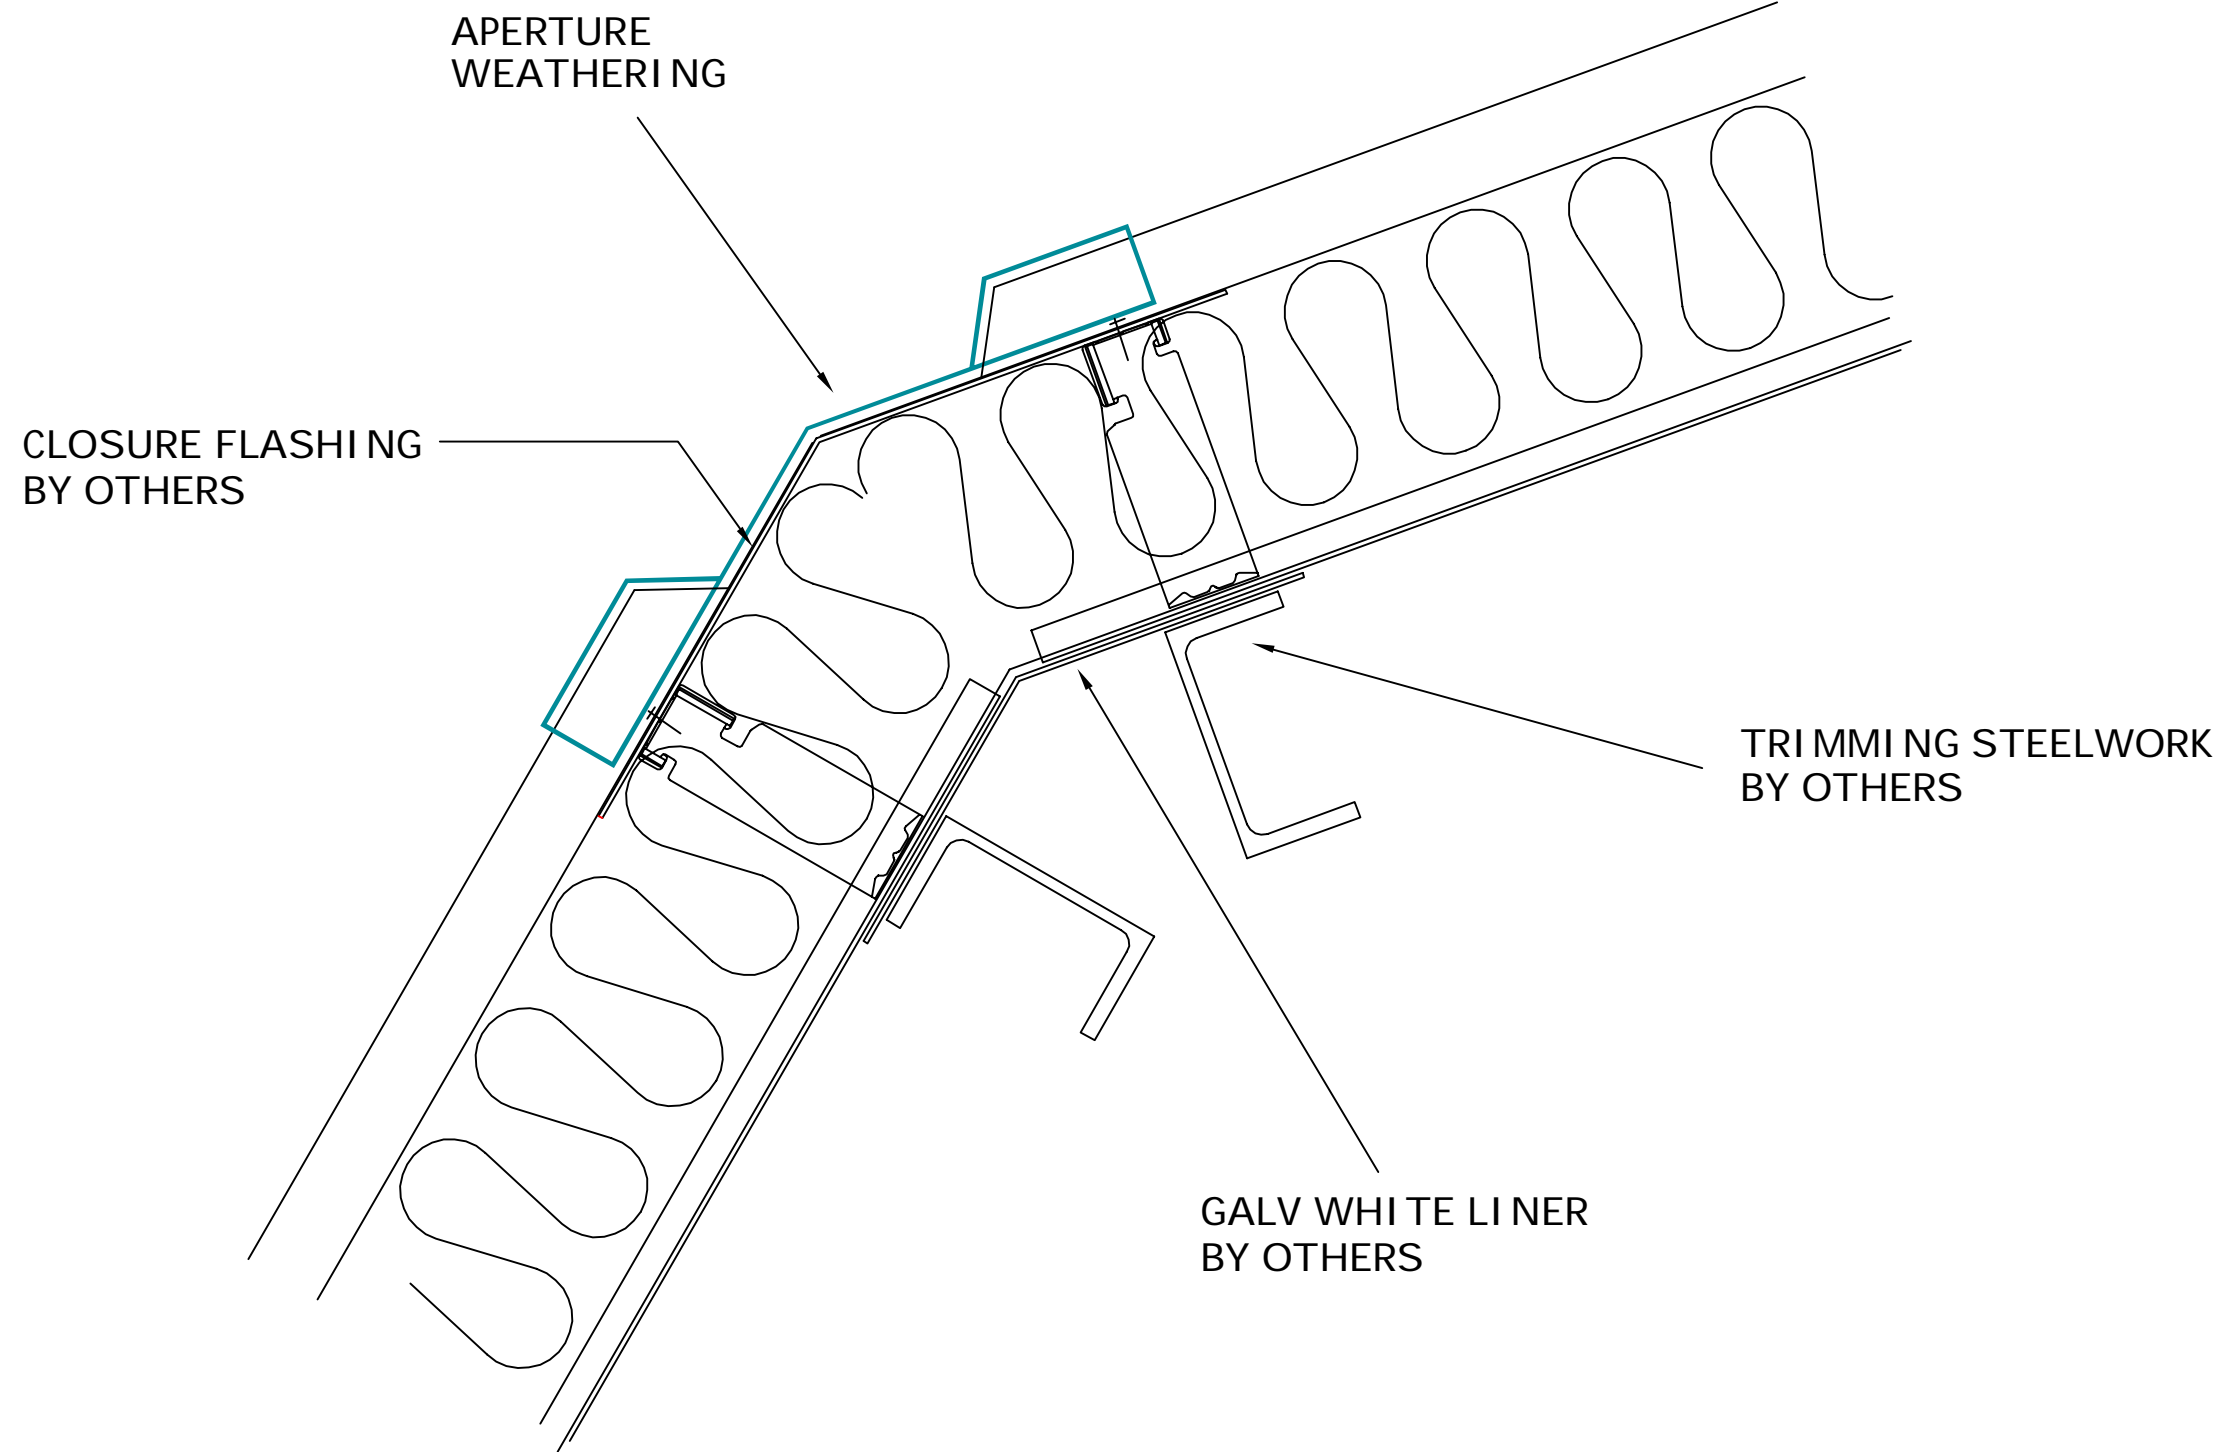 APERTURE
WEATHERING
CLOSURE FLASHING
BY OTHERS
TRIMMING STEELWORK
BY OTHERS
GALV WHITE LINER
BY OTHERS